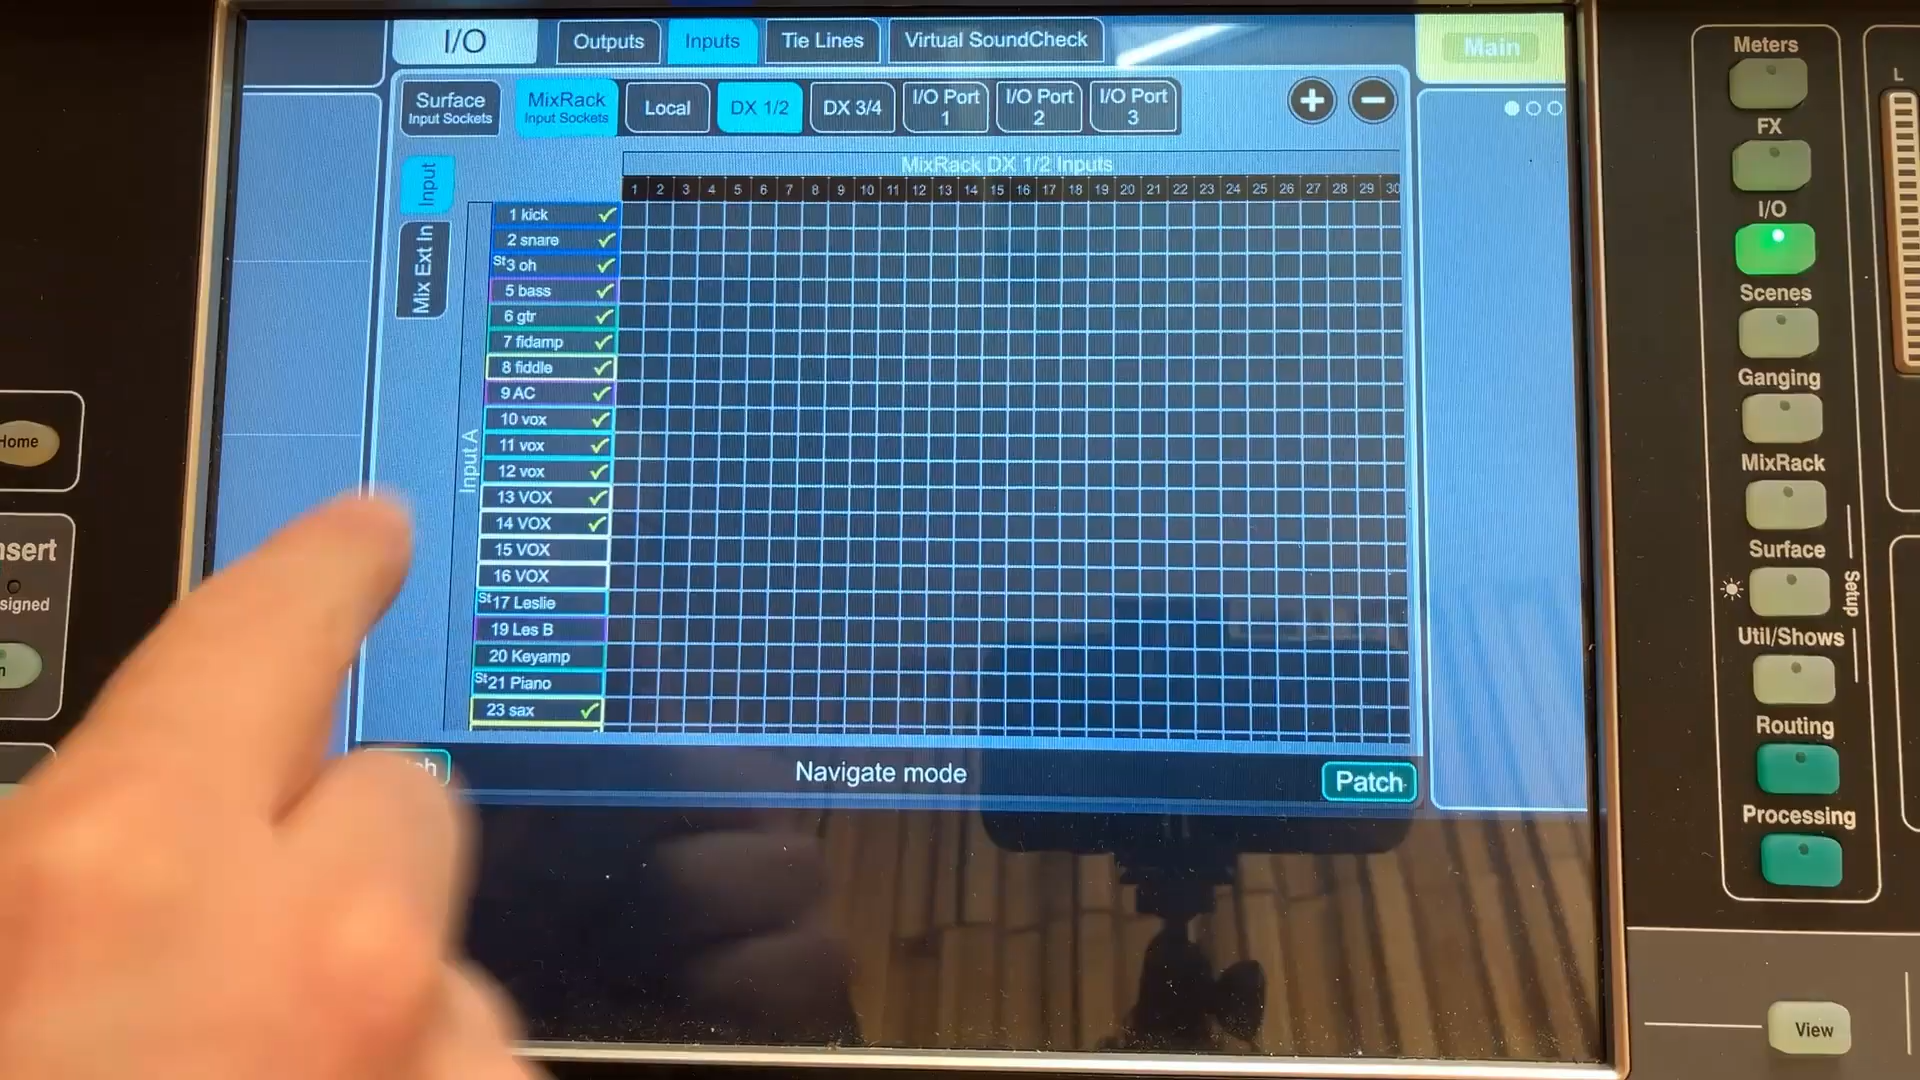 I/O
Outputs
Inputs
Tie Lines
Virtual SoundCheck
Main
Surface
Input Sockets
MixRack
Input Sockets
Local
DX 1/2
DX 3/4
I/O Port
1
I/O Port
2
I/O Port
3
+
−
Input
Mix Ext In
MixRack DX 1/2 Inputs
1 2 3 4 5 6 7 8 9 10 11 12 13 14 15 16 17 18 19 20 21 22 23 24 25 26 27 28 29 30
Input A
1 kick
2 snare
St3 oh
5 bass
6 gtr
7 fidamp
8 fiddle
9 AC
10 vox
11 vox
12 vox
13 VOX
14 VOX
15 VOX
16 VOX
St17 Leslie
19 Les B
20 Keyamp
St21 Piano
23 sax
Navigate mode
Patch
Home
nsert
signed
n
Meters
FX
I/O
Scenes
Ganging
MixRack
Surface
Setup
Util/Shows
Routing
Processing
View
L